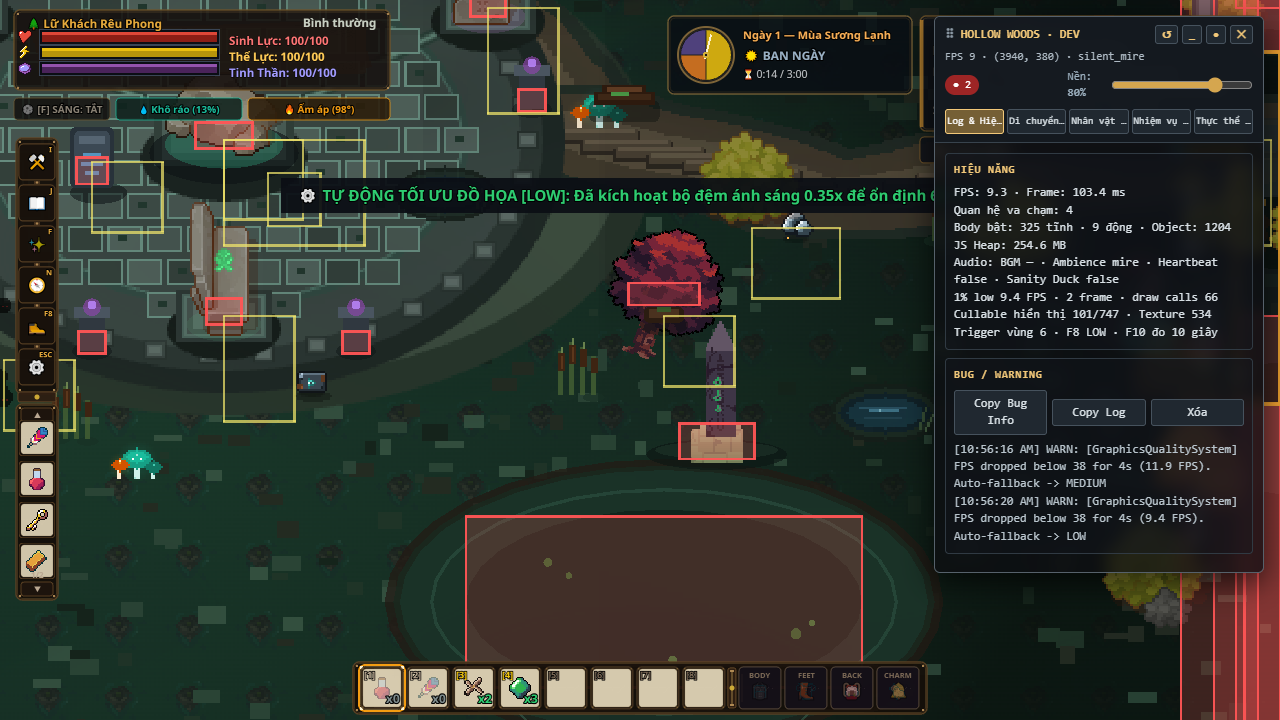 Lữ Khách Rêu Phong
Bình thường
Sinh Lực: 100/100
Thể Lực: 100/100
Tinh Thần: 100/100
[F] SÁNG: TẮT
Khô ráo (13%)
Ấm áp (98°)
Ngày 1 — Mùa Sương Lạnh
BAN NGÀY
0:14 / 3:00
TỰ ĐỘNG TỐI ƯU ĐỒ HỌA [LOW]: Đã kích hoạt bộ đệm ánh sáng 0.35x để ổn định
I
J
F
N
F8
ESC
HOLLOW WOODS · DEV
FPS 9 · (3940, 380) · silent_mire
2
Nền: 80%
Log & Hiệ…
Di chuyển…
Nhân vật …
Nhiệm vụ …
Thực thể …
HIỆU NĂNG
FPS: 9.3 · Frame: 103.4 ms
Quan hệ va chạm: 4
Body bật: 325 tĩnh · 9 động · Object: 1204
JS Heap: 254.6 MB
Audio: BGM — · Ambience mire · Heartbeat
false · Sanity Duck false
1% low 9.4 FPS · 2 frame · draw calls 66
Cullable hiển thị 101/747 · Texture 534
Trigger vùng 6 · F8 LOW · F10 đo 10 giây
BUG / WARNING
Copy Bug Info
Copy Log
Xóa
[10:56:16 AM] WARN: [GraphicsQualitySystem]
FPS dropped below 38 for 4s (11.9 FPS).
Auto-fallback -> MEDIUM
[10:56:20 AM] WARN: [GraphicsQualitySystem]
FPS dropped below 38 for 4s (9.4 FPS).
Auto-fallback -> LOW
[1] x0
[2] x0
[3] x2
[4] x3
[5]
[6]
[7]
[8]
BODY
FEET
BACK
CHARM